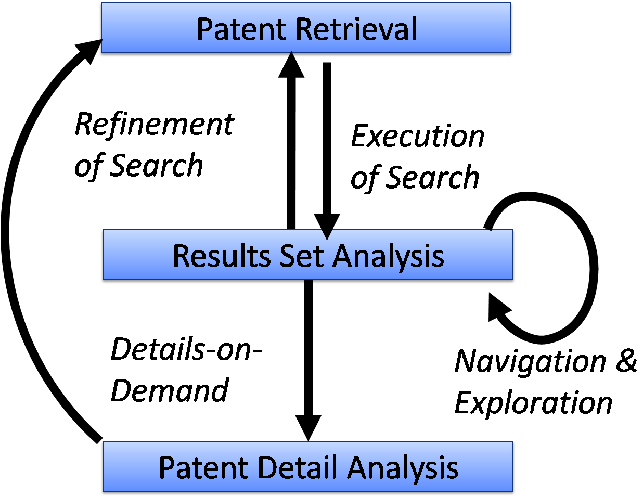 Patent Retrieval
Refinement
of Search
Execution
of Search
Results Set Analysis
Details-on-
Demand
Navigation &
Exploration
Patent Detail Analysis